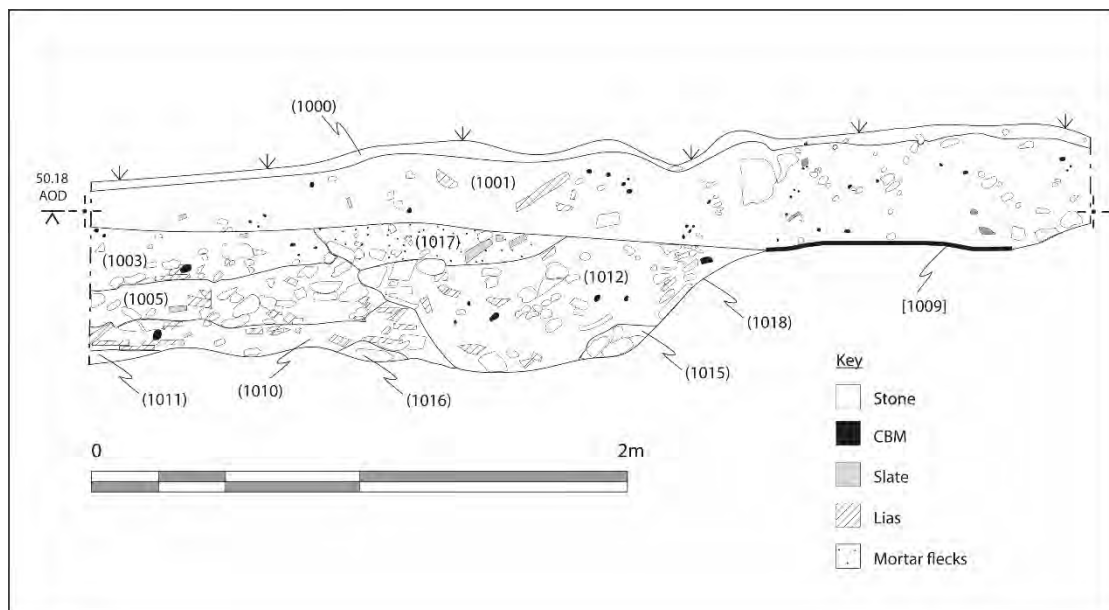 (1000)
50.18
AOD
(1001)
(1017)
(1003)
(1012)
(1005)
(1018)
[1009]
(1015)
(1011)
(1010)
(1016)
Key
Stone
CBM
Slate
Lias
Mortar flecks
0
2m